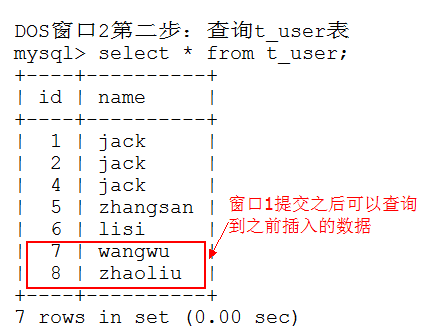 DOS窗口2第二步：查询t_user表
mysql> select * from t_user;
+----+----------+
| id | name     |
+----+----------+
|  1 | jack     |
|  2 | jack     |
|  4 | jack     |
|  5 | zhangsan |
|  6 | lisi     |
|  7 | wangwu   |
|  8 | zhaoliu  |
+----+----------+
7 rows in set (0.00 sec)
窗口1提交之后可以查询
到之前插入的数据